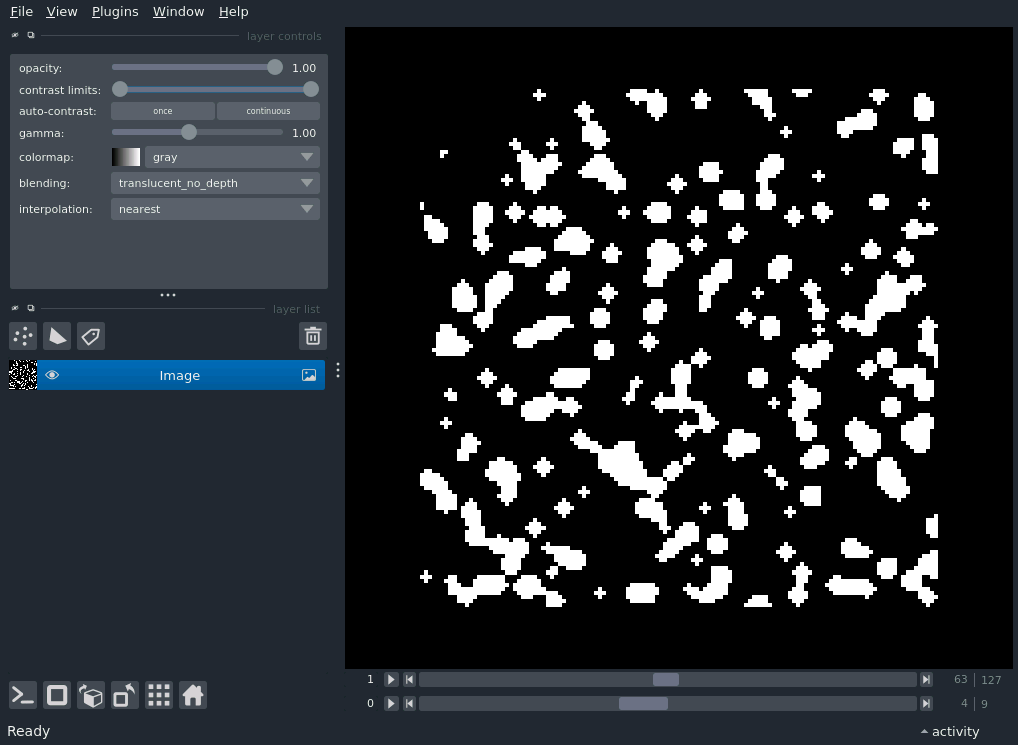 File View Plugins Window Help
layer controls
opacity: 1.00
contrast limits:
auto-contrast: once continuous
gamma: 1.00
colormap: gray
blending: translucent_no_depth
interpolation: nearest
layer list
Image
1 63 127
0 4 9
Ready activity